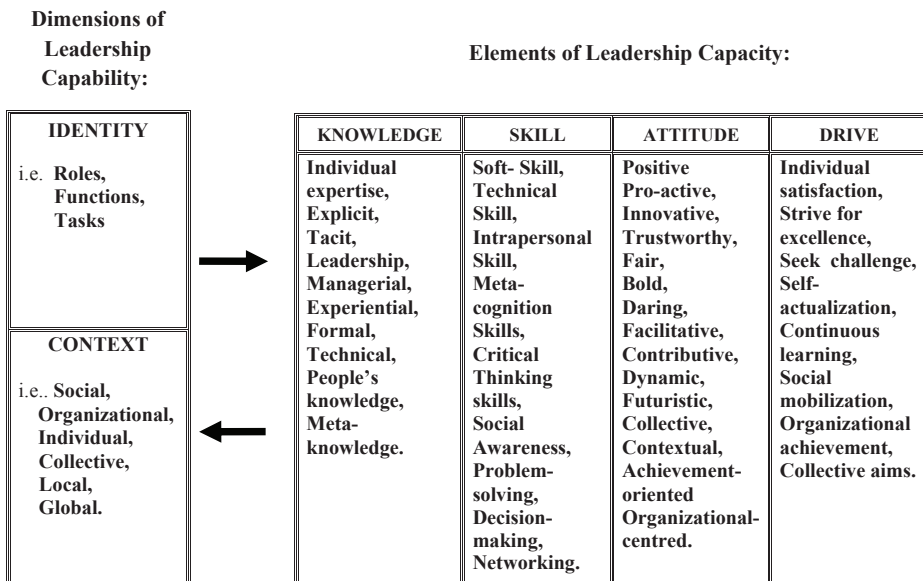 Dimensions of
Leadership
Capability:
Elements of Leadership Capacity:
IDENTITY
i.e. Roles,
Functions,
Tasks
CONTEXT
i.e.. Social,
Organizational,
Individual,
Collective,
Local,
Global.
KNOWLEDGE
Individual
expertise,
Explicit,
Tacit,
Leadership,
Managerial,
Experiential,
Formal,
Technical,
People's
knowledge,
Meta-
knowledge.
SKILL
Soft- Skill,
Technical
Skill,
Intrapersonal
Skill,
Meta-
cognition
Skills,
Critical
Thinking
skills,
Social
Awareness,
Problem-
solving,
Decision-
making,
Networking.
ATTITUDE
Positive
Pro-active,
Innovative,
Trustworthy,
Fair,
Bold,
Daring,
Facilitative,
Contributive,
Dynamic,
Futuristic,
Collective,
Contextual,
Achievement-
oriented
Organizational-
centred.
DRIVE
Individual
satisfaction,
Strive for
excellence,
Seek challenge,
Self-
actualization,
Continuous
learning,
Social
mobilization,
Organizational
achievement,
Collective aims.